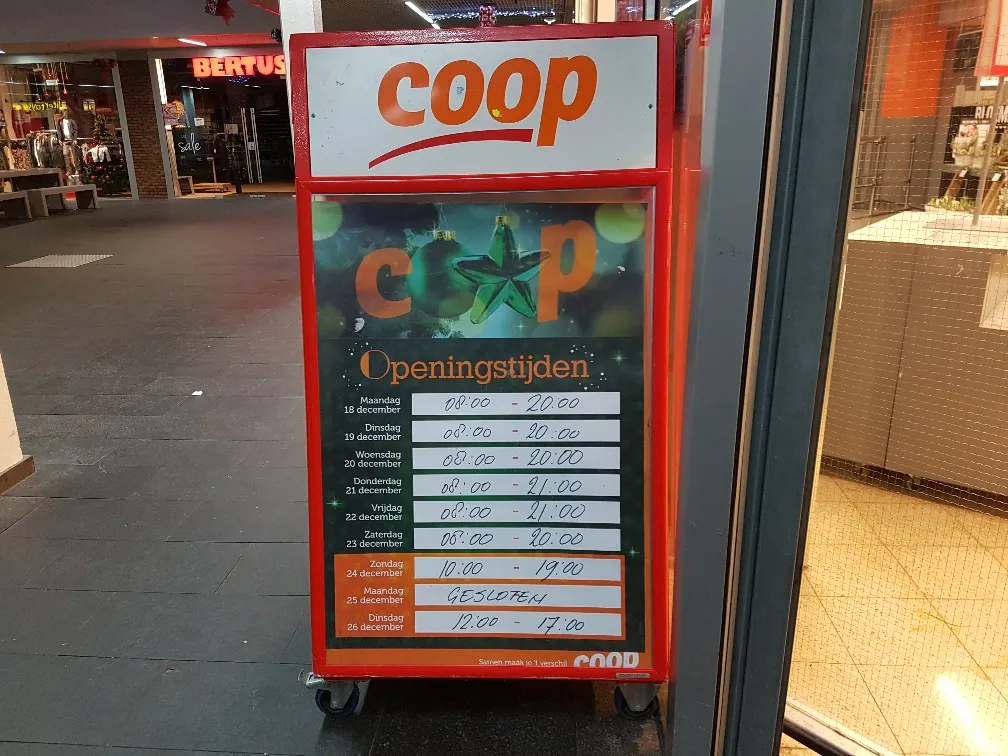 BERTUS
sale
coop
c p
Openingstijden
Maandag
18 december 08:00 - 20:00
Dinsdag
19 december 08:00 - 20:00
Woensdag
20 december 08:00 - 20:00
Donderdag
21 december 08:00 - 21:00
Vrijdag
22 december 08:00 - 21:00
Zaterdag
23 december 08:00 - 20:00
Zondag
24 december 10:00 - 19:00
Maandag
25 december GESLOTEN
Dinsdag
26 december 12:00 - 17:00
Samen maak je 't verschil coop